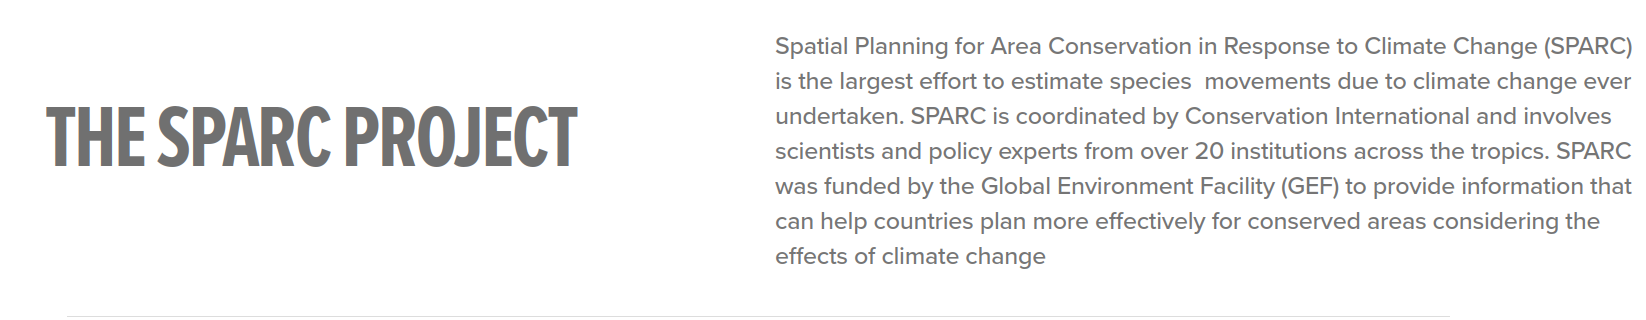 THE SPARC PROJECT
Spatial Planning for Area Conservation in Response to Climate Change (SPARC)
is the largest effort to estimate species  movements due to climate change ever
undertaken. SPARC is coordinated by Conservation International and involves
scientists and policy experts from over 20 institutions across the tropics. SPARC
was funded by the Global Environment Facility (GEF) to provide information that
can help countries plan more effectively for conserved areas considering the
effects of climate change